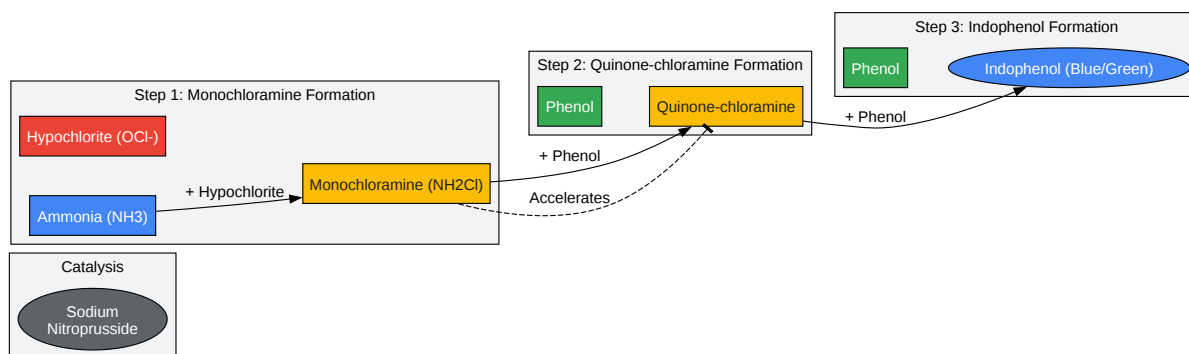 Step 1: Monochloramine Formation
Hypochlorite (OCl-)
Ammonia (NH3)
+ Hypochlorite
Monochloramine (NH2Cl)
+ Phenol
Accelerates
Step 2: Quinone-chloramine Formation
Phenol
Quinone-chloramine
+ Phenol
Step 3: Indophenol Formation
Phenol
Indophenol (Blue/Green)
Catalysis
Sodium
Nitroprusside